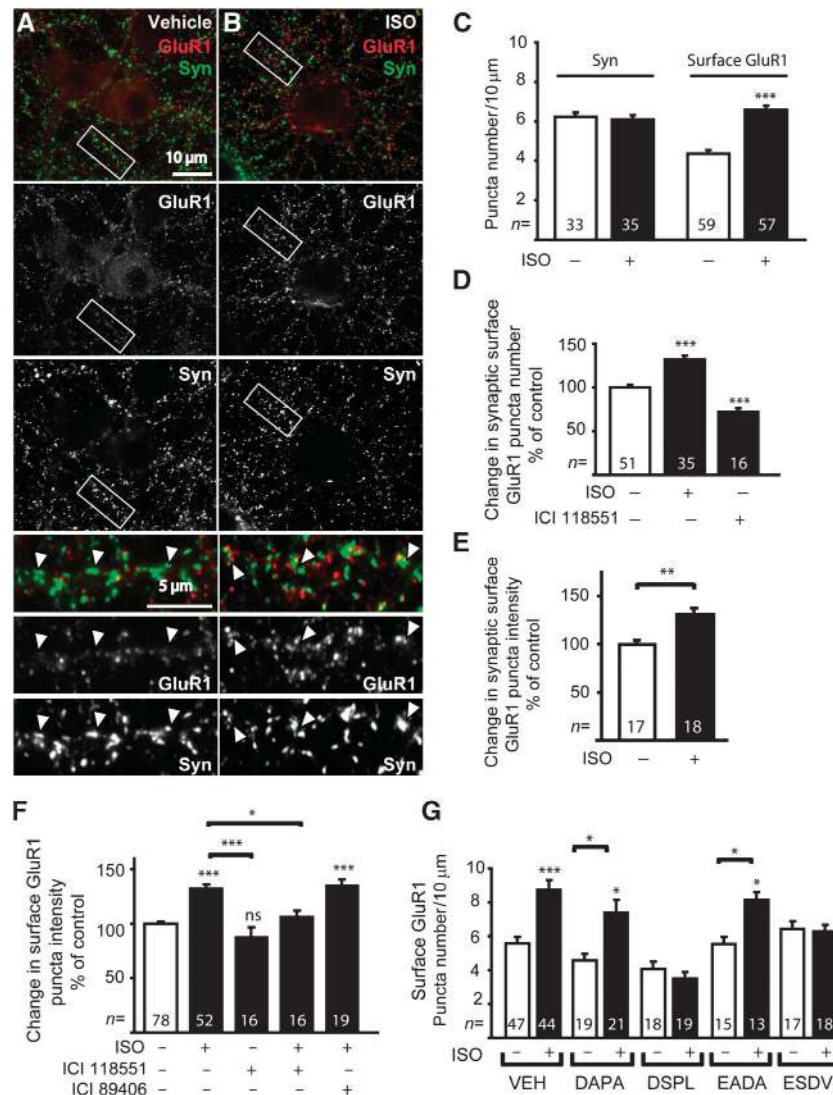 A
Vehicle
GluR1
Syn
10 μm
GluR1
Syn
5 μm
GluR1
Syn
B
ISO
GluR1
Syn
GluR1
Syn
GluR1
Syn
C
Puncta number/10 μm
10
8
6
4
2
Syn
Surface GluR1
***
n= 33 35 59 57
ISO – + – +
D
Change in synaptic surface
GluR1 puncta number
% of control
150
100
50
*** ***
n= 51 35 16
ISO – + –
ICI 118551 – – +
E
Change in synaptic surface
GluR1 puncta intensity
% of control
150
100
50
**
n= 17 18
ISO – +
F
Change in surface GluR1
puncta intensity
% of control
150
100
50
*
***
*** ns ***
n= 78 52 16 16 19
ISO – + – + +
ICI 118551 – – + +
ICI 89406 – – +
G
Surface GluR1
Puncta number/10 μm
10
8
6
4
2
*** * * * *
n= 47 44 19 21 18 19 15 13 17 18
ISO – + – + – + – + – +
VEH DAPA DSPL EADA ESDV